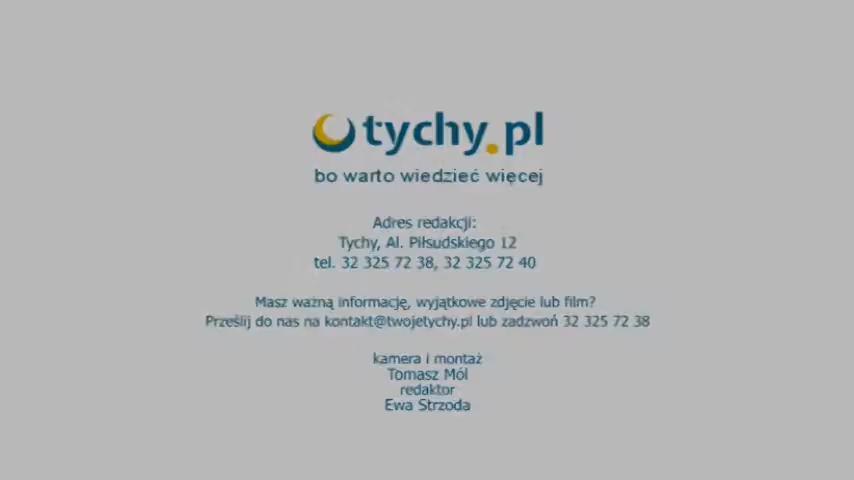 tychy.pl
bo warto wiedzieć więcej
Adres redakcji:
Tychy, Al. Piłsudskiego 12
tel. 32 325 72 38, 32 325 72 40
Masz ważną informację, wyjątkowe zdjęcie lub film?
Prześlij do nas na kontakt@twojetychy.pl lub zadzwoń 32 325 72 38
kamera i montaż
Tomasz Mól
redaktor
Ewa Strzoda